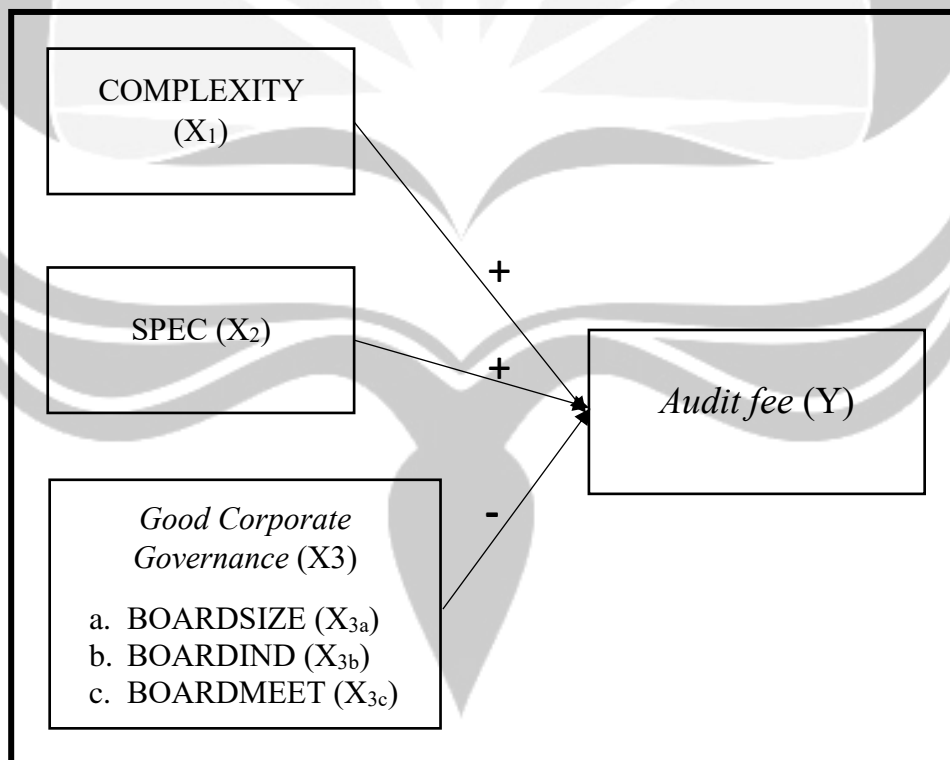 COMPLEXITY
(X₁)
+
SPEC (X₂)
+
Audit fee (Y)
-
Good Corporate
Governance (X3)
a. BOARDSIZE (X₃ₐ)
b. BOARDIND (X₃b)
c. BOARDMEET (X₃c)